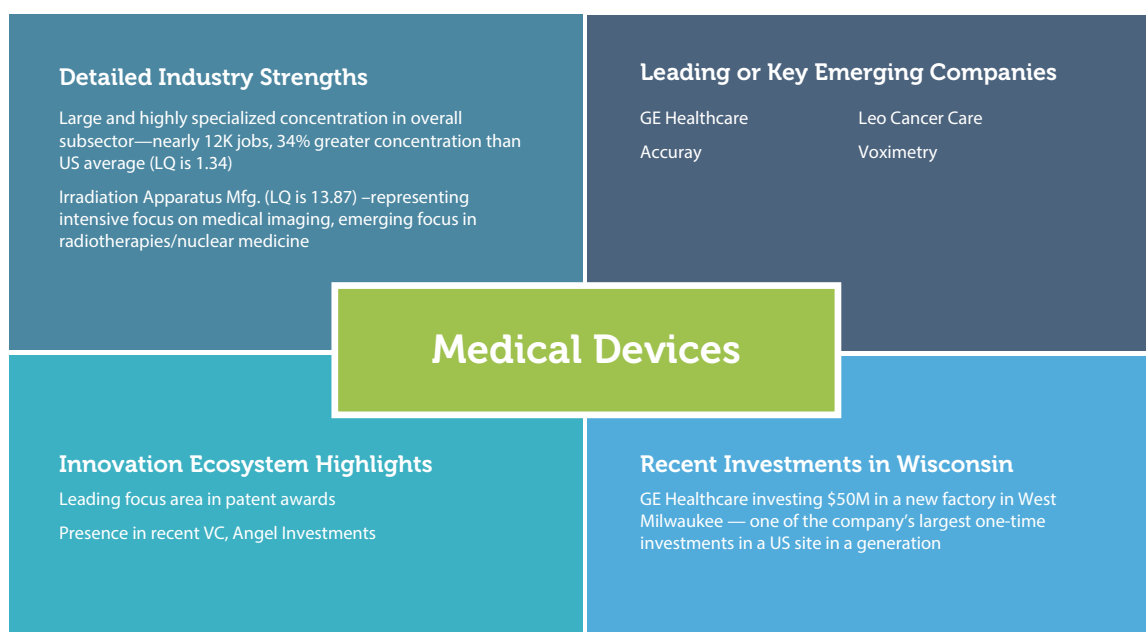 Detailed Industry Strengths
Large and highly specialized concentration in overall
subsector—nearly 12K jobs, 34% greater concentration than
US average (LQ is 1.34)
Irradiation Apparatus Mfg. (LQ is 13.87) –representing
intensive focus on medical imaging, emerging focus in
radiotherapies/nuclear medicine
Leading or Key Emerging Companies
GE Healthcare
Leo Cancer Care
Accuray
Voximetry
Medical Devices
Innovation Ecosystem Highlights
Leading focus area in patent awards
Presence in recent VC, Angel Investments
Recent Investments in Wisconsin
GE Healthcare investing $50M in a new factory in West
Milwaukee — one of the company's largest one-time
investments in a US site in a generation